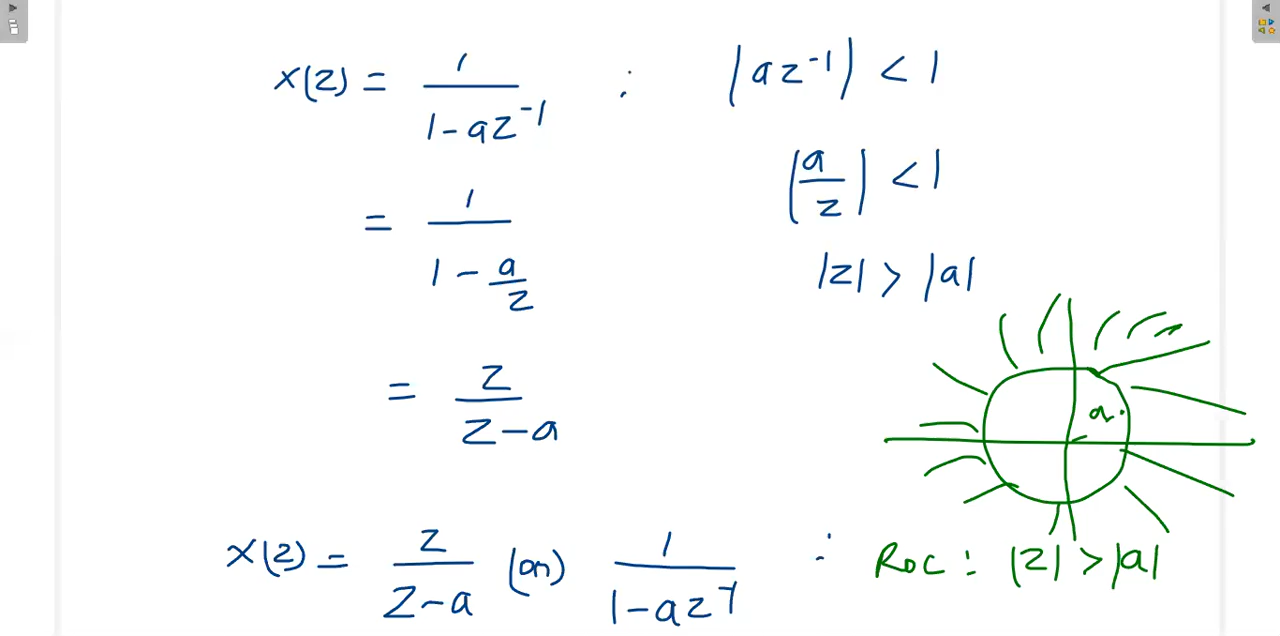 X(z) = 1/(1 - az⁻¹) ; |az⁻¹| < 1
|a/z| < 1
= 1/(1 - a/z)
|z| > |a|
= z/(z - a)
a
X(z) = z/(z - a) (or) 1/(1 - az⁻¹) ; ROC : |z| > |a|